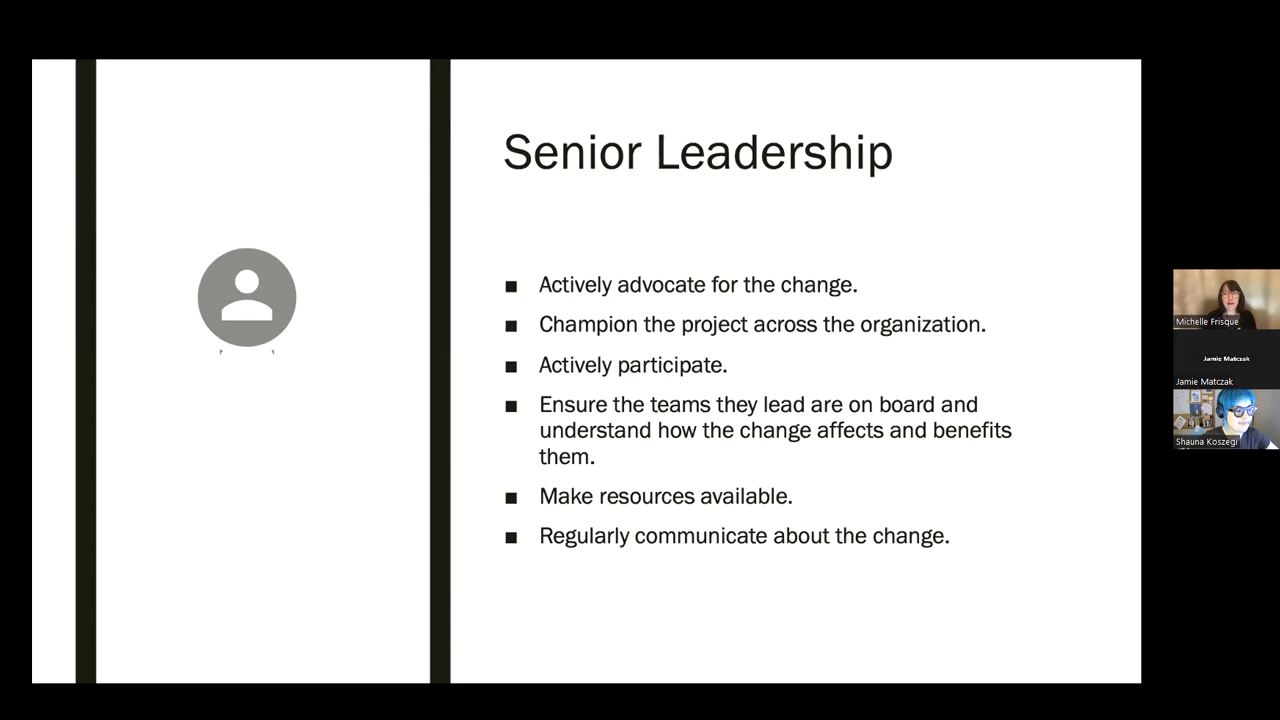 Senior Leadership
■ Actively advocate for the change.
■ Champion the project across the organization.
■ Actively participate.
■ Ensure the teams they lead are on board and
understand how the change affects and benefits
them.
■ Make resources available.
■ Regularly communicate about the change.
Michelle Frisque
Jamie Matczak
Jamie Matczak
Shauna Koszegi